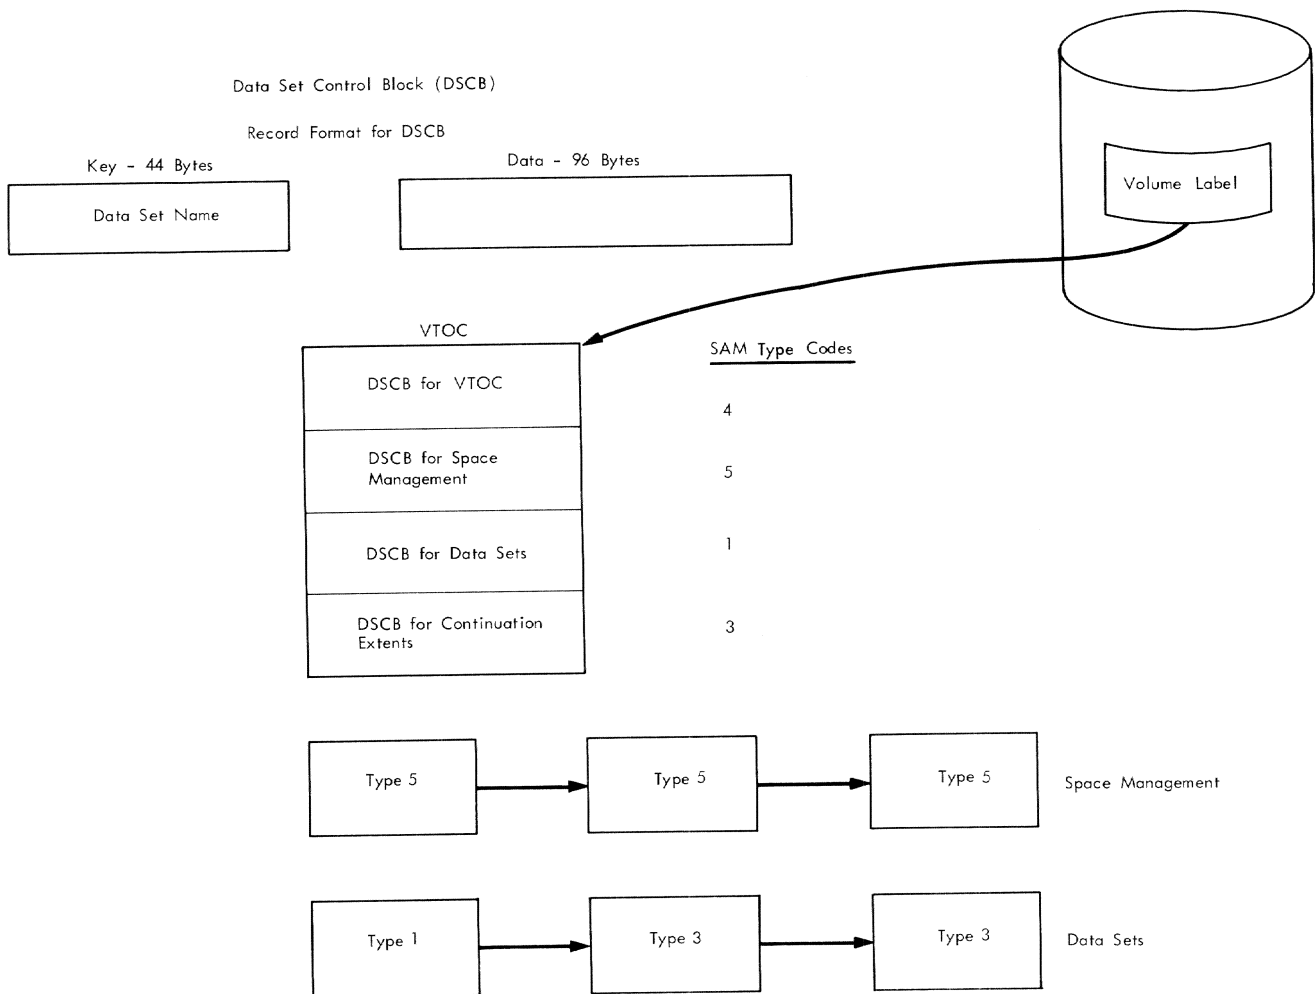 Data Set Control Block (DSCB)
Record Format for DSCB
Key - 44 Bytes
Data - 96 Bytes
Data Set Name
Volume Label
VTOC
SAM Type Codes
DSCB for VTOC
4
DSCB for Space
Management
5
DSCB for Data Sets
1
DSCB for Continuation
Extents
3
Type 5
Type 5
Type 5
Space Management
Type 1
Type 3
Type 3
Data Sets